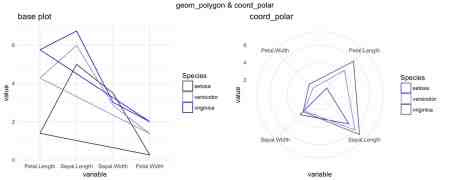 geom_polygon & coord_polar
base plot
coord_polar
value
6
4
2
0
Petal.Length Sepal.Length Sepal.Width Petal.Width
variable
Species
setosa
versicolor
virginica
value
6
4
2
Petal.Width
Petal.Length
Sepal.Width
Sepal.Length
variable
Species
setosa
versicolor
virginica